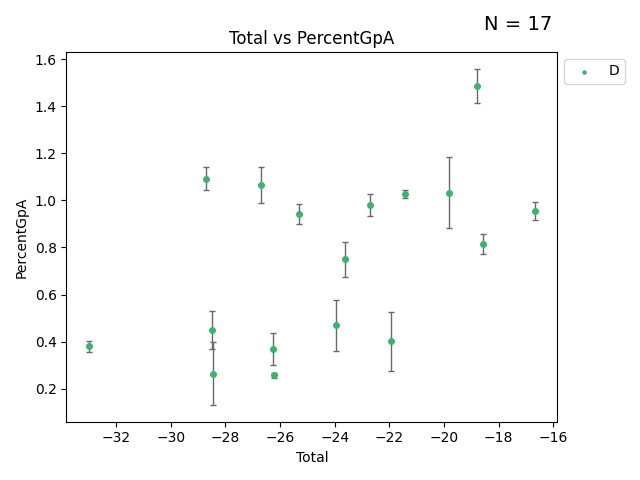 N = 17
Total vs PercentGpA
D
PercentGpA
1.6
1.4
1.2
1.0
0.8
0.6
0.4
0.2
−32 −30 −28 −26 −24 −22 −20 −18 −16
Total